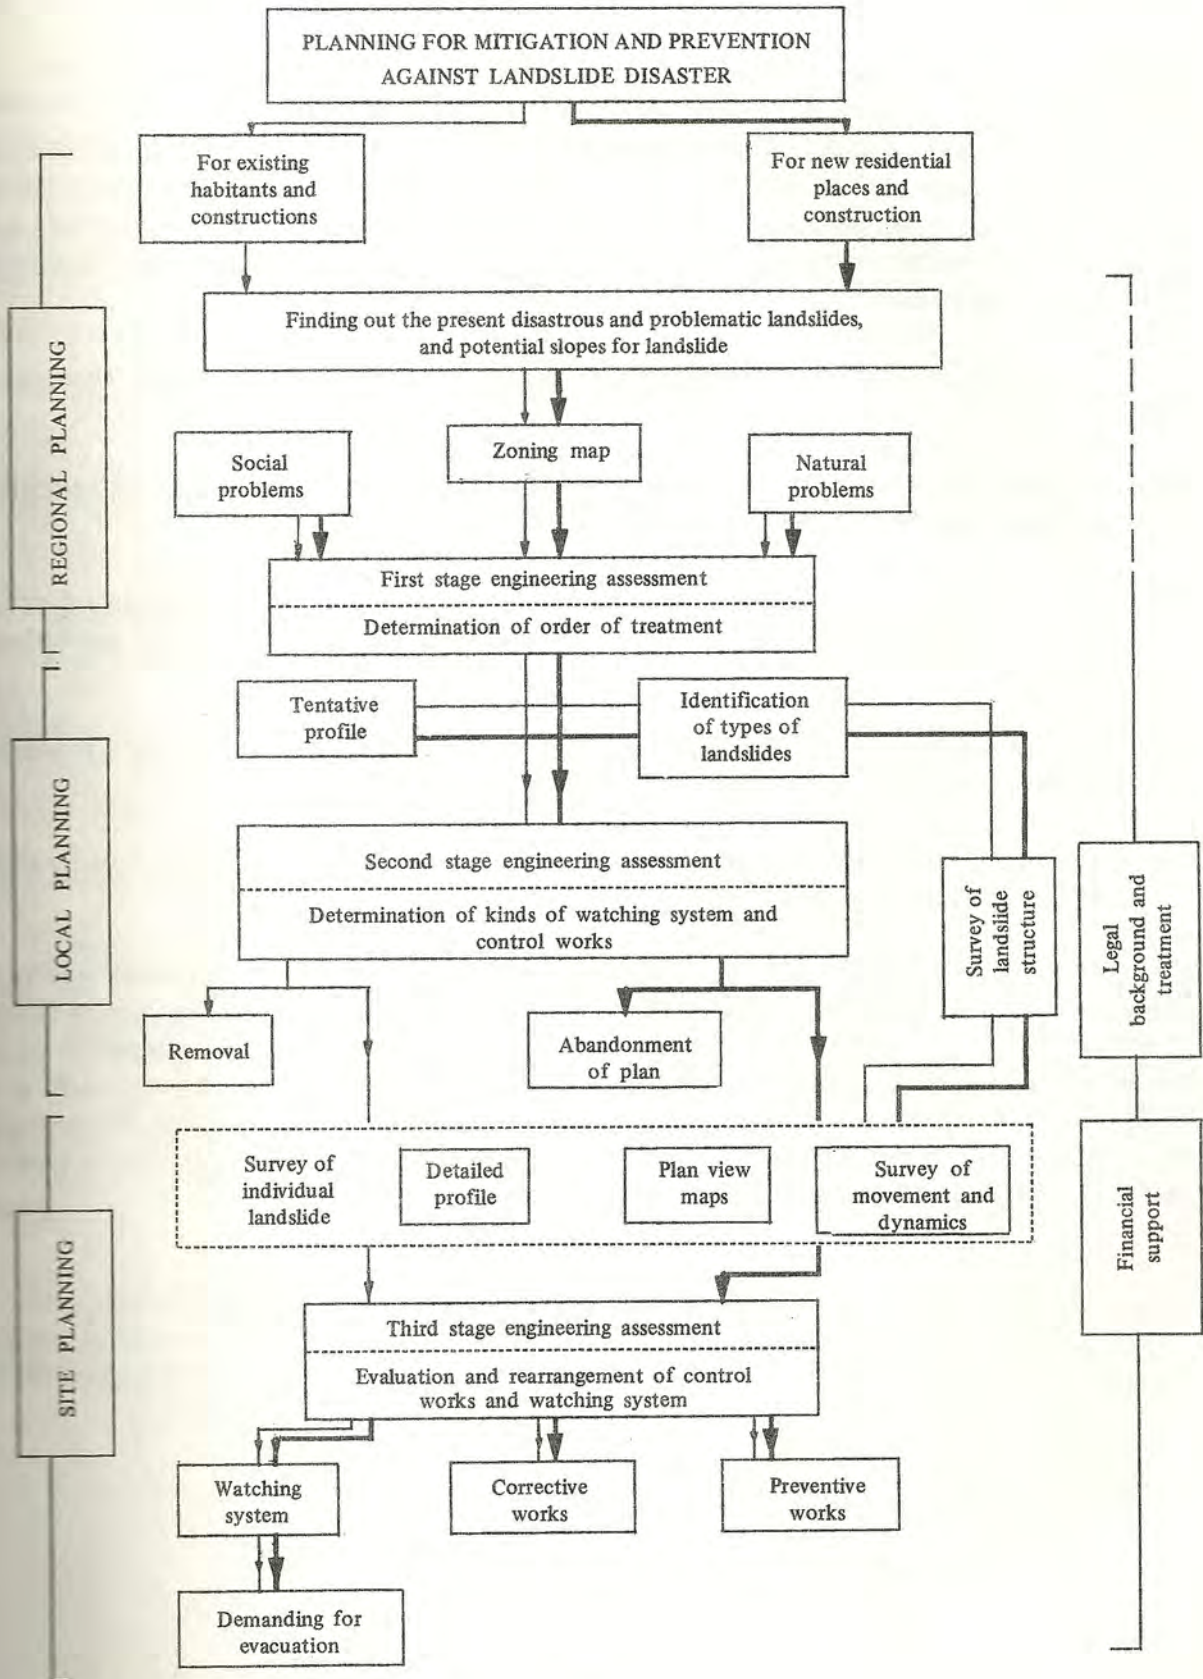 PLANNING FOR MITIGATION AND PREVENTION
AGAINST LANDSLIDE DISASTER
For existing
habitants and
constructions
For new residential
places and
construction
Finding out the present disastrous and problematic landslides,
and potential slopes for landslide
REGIONAL PLANNING
Social
problems
Zoning map
Natural
problems
First stage engineering assessment
Determination of order of treatment
Tentative
profile
Identification
of types of
landslides
LOCAL PLANNING
Second stage engineering assessment
Determination of kinds of watching system and
control works
Survey of
landslide
structure
Legal
background and
treatment
Removal
Abandonment
of plan
Survey of
individual
landslide
Detailed
profile
Plan view
maps
Survey of
movement and
dynamics
Financial
support
SITE PLANNING
Third stage engineering assessment
Evaluation and rearrangement of control
works and watching system
Watching
system
Corrective
works
Preventive
works
Demanding for
evacuation